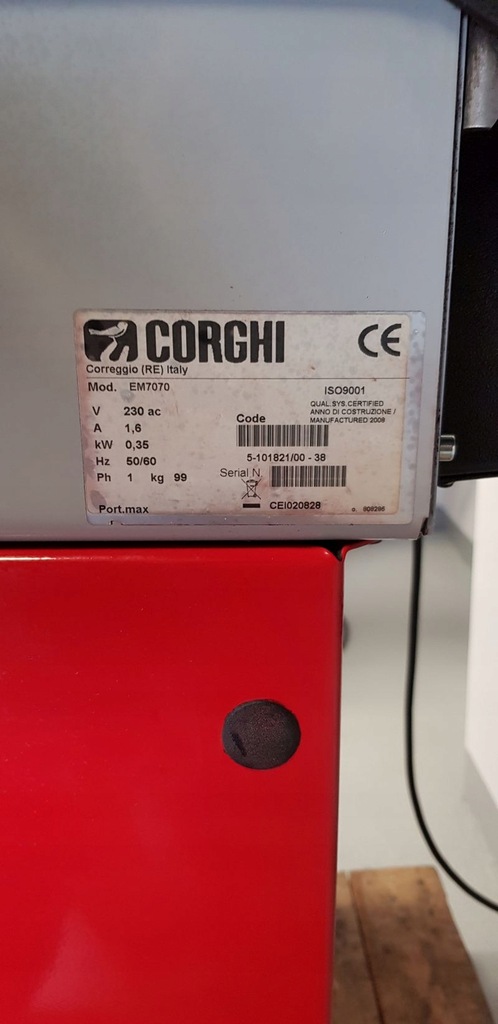 CORGHI
CE
Correggio (RE) Italy
Mod. EM7070
ISO9001
QUAL.SYS.CERTIFIED
ANNO DI COSTRUZIONE /
MANUFACTURED 2008
V 230 ac
Code
A 1,6
kW 0,35
5-101821/00 - 38
Hz 50/60
Serial N.
Ph 1 kg 99
CEI020828
Port.max